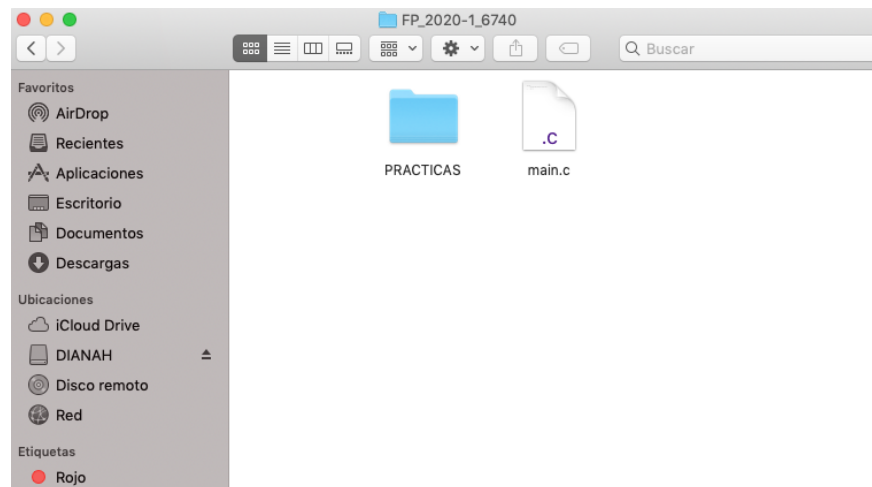 FP_2020-1_6740
Buscar
Favoritos
AirDrop
Recientes
Aplicaciones
Escritorio
Documentos
Descargas
Ubicaciones
iCloud Drive
DIANAH
Disco remoto
Red
Etiquetas
Rojo
.C
PRACTICAS
main.c